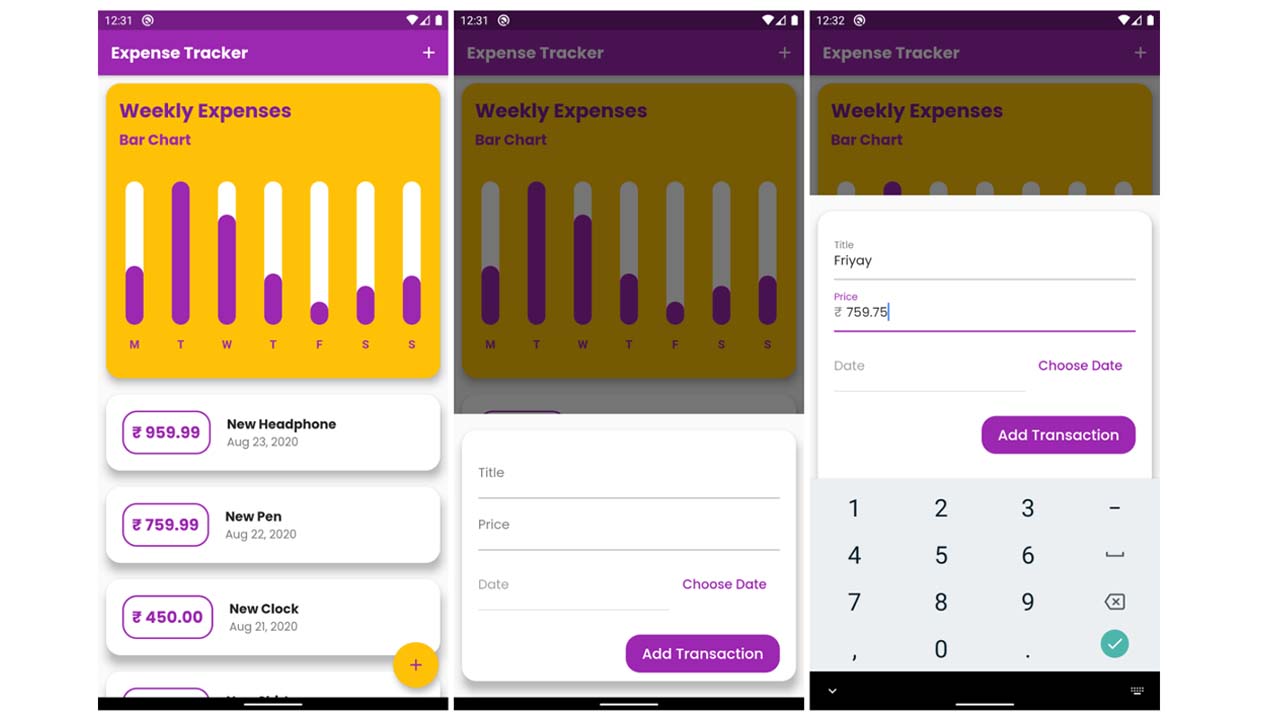 12:31
Expense Tracker +
Weekly Expenses
Bar Chart
M T W T F S S
₹ 959.99 New Headphone
Aug 23, 2020
₹ 759.99 New Pen
Aug 22, 2020
₹ 450.00 New Clock
Aug 21, 2020
+
12:31
Expense Tracker +
Weekly Expenses
Bar Chart
M T W T F S S
Title
Price
Date Choose Date
Add Transaction
12:32
Expense Tracker +
Weekly Expenses
Bar Chart
Title
Friyay
Price
₹ 759.75
Date Choose Date
Add Transaction
1 2 3 -
4 5 6
7 8 9
, 0 .